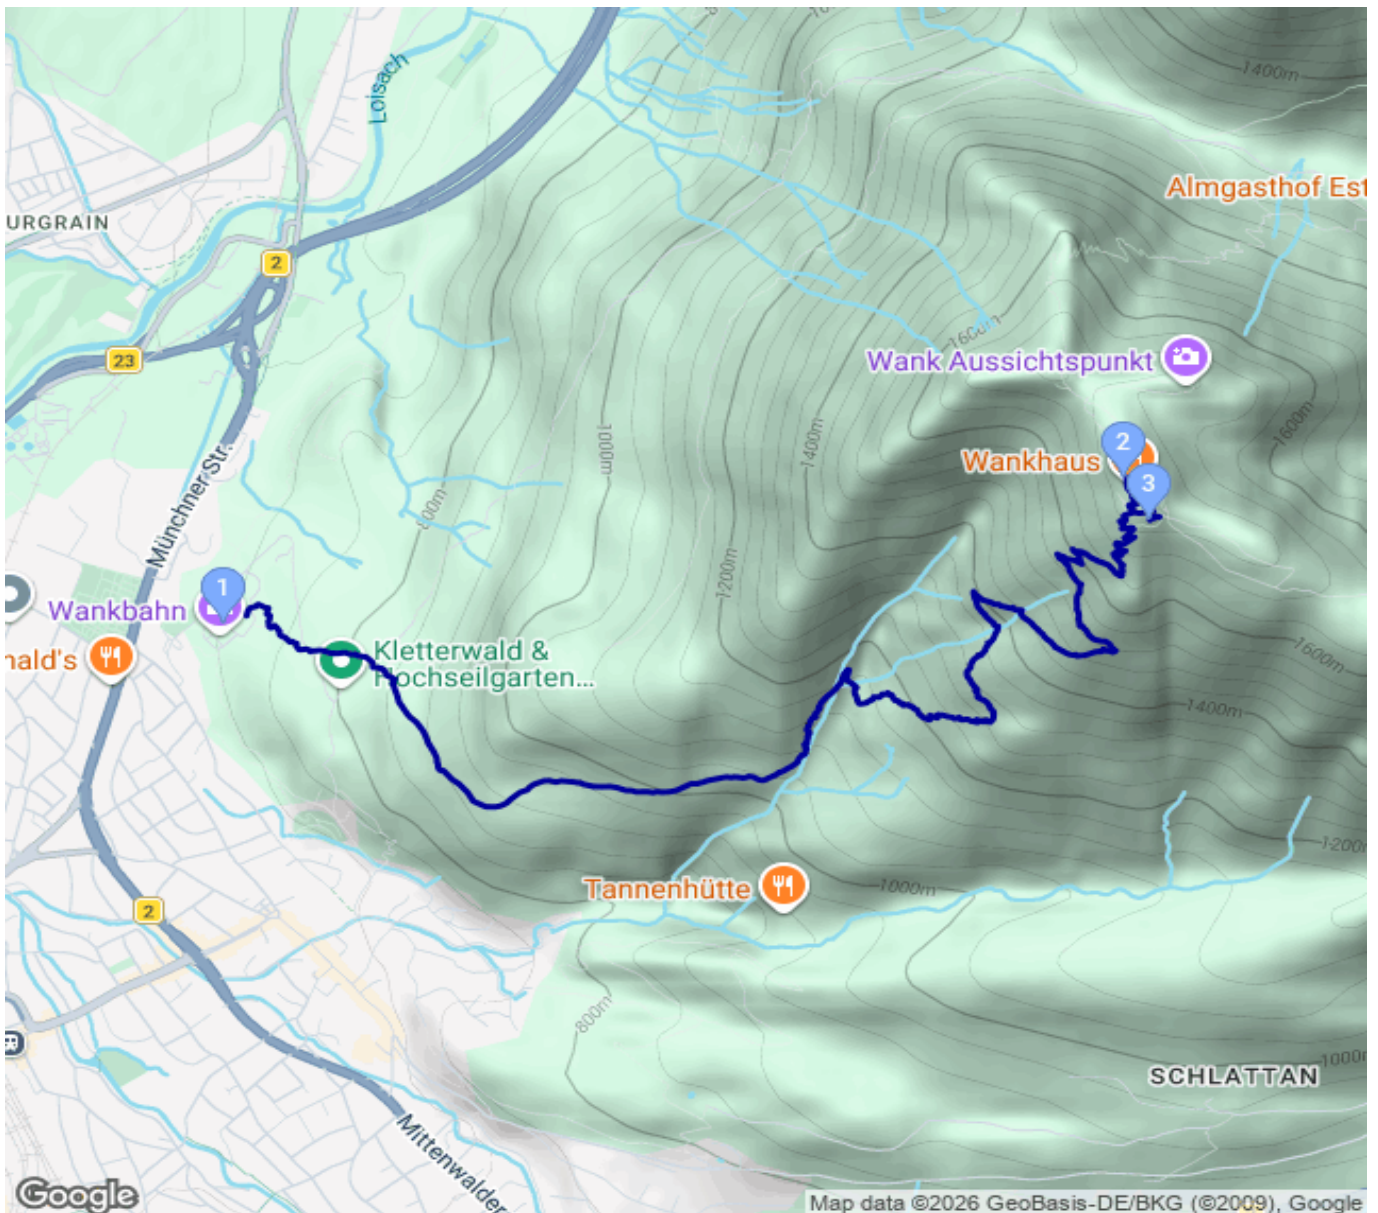 Loisach
1400m
Almgasthof Est
URGRAIN
2
1600m
23
Wank Aussichtspunkt
1600m
1000m
1400m
2
Wankhaus
3
Münchner Str.
800m
1200m
1
Wankbahn
Kletterwald &
Hochseilgarten...
nald's
1600m
1400m
1200m
Tannenhütte
1000m
2
800m
1000m
SCHLATTAN
Mittenwalder
Google
Map data ©2026 GeoBasis-DE/BKG (©2009), Google